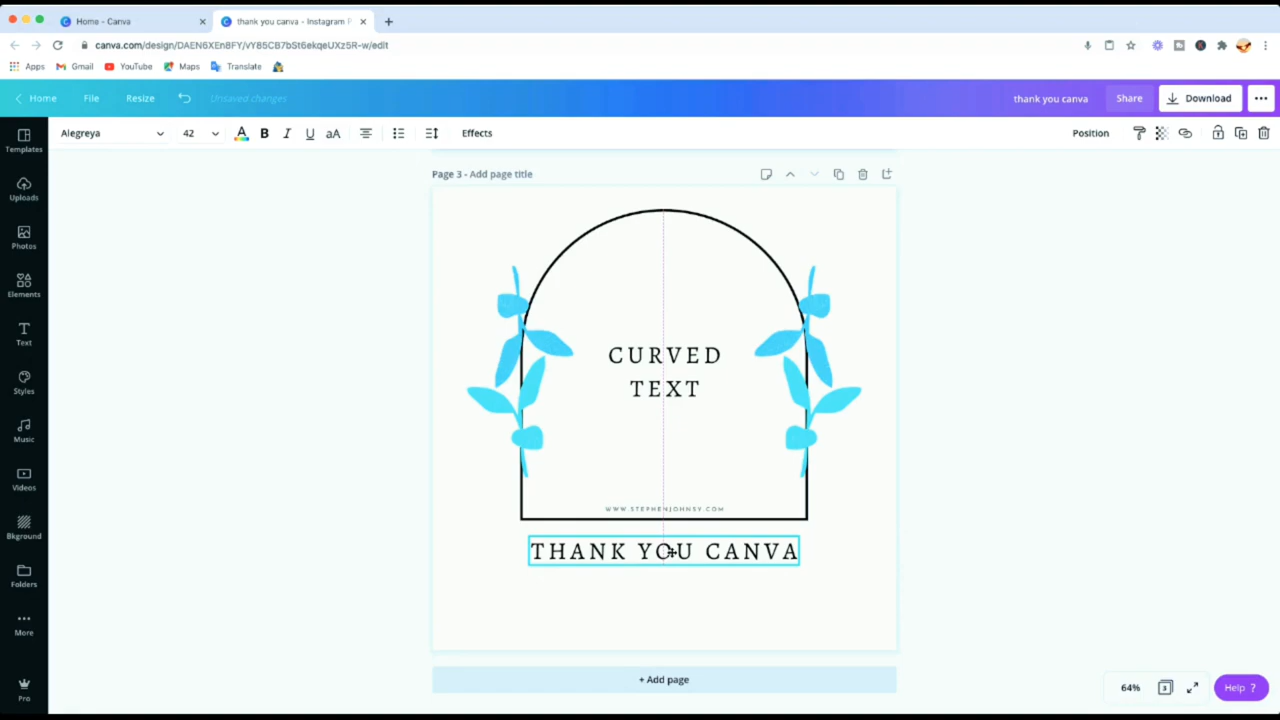 Home - Canva
thank you canva - Instagram P
canva.com/design/DAEN6XEn8FY/vY85CB7bSt6ekqeUXz5R-w/edit
Apps Gmail YouTube Maps Translate
Home File Resize Unsaved changes thank you canva Share Download
Alegreya 42 A B I U aA Effects Position
Templates
Uploads
Photos
Elements
Text
Styles
Music
Videos
Bkground
Folders
More
Pro
Page 3 - Add page title
CURVED
TEXT
WWW.STEPHENJOHNSY.COM
THANK YOU CANVA
+ Add page
64% 3 Help ?